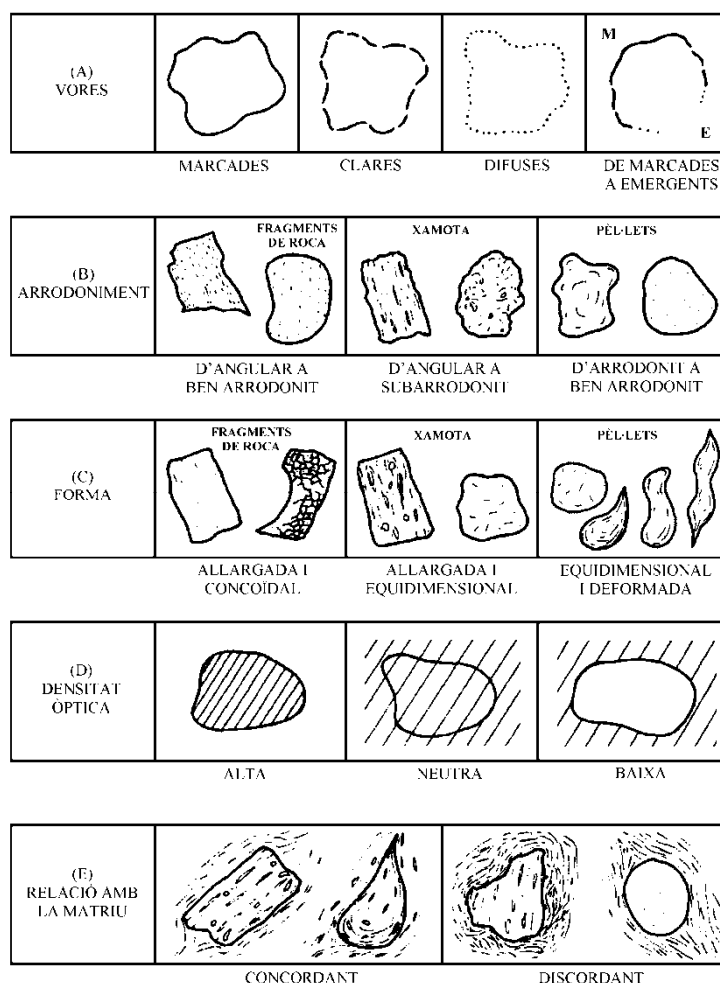 (A)
VORES
M
E
MARCADES
CLARES
DIFUSES
DE MARCADES
A EMERGENTS
(B)
ARRODONIMENT
FRAGMENTS
DE ROCA
XAMOTA
PÈL·LETS
D'ANGULAR A
BEN ARRODONIT
D'ANGULAR A
SUBARRODONIT
D'ARRODONIT A
BEN ARRODONIT
(C)
FORMA
FRAGMENTS
DE ROCA
XAMOTA
PÈL·LETS
ALLARGADA I
CONCOÏDAL
ALLARGADA I
EQUIDIMENSIONAL
EQUIDIMENSIONAL
I DEFORMADA
(D)
DENSITAT
ÒPTICA
ALTA
NEUTRA
BAIXA
(E)
RELACIÓ AMB
LA MATRIU
CONCORDANT
DISCORDANT